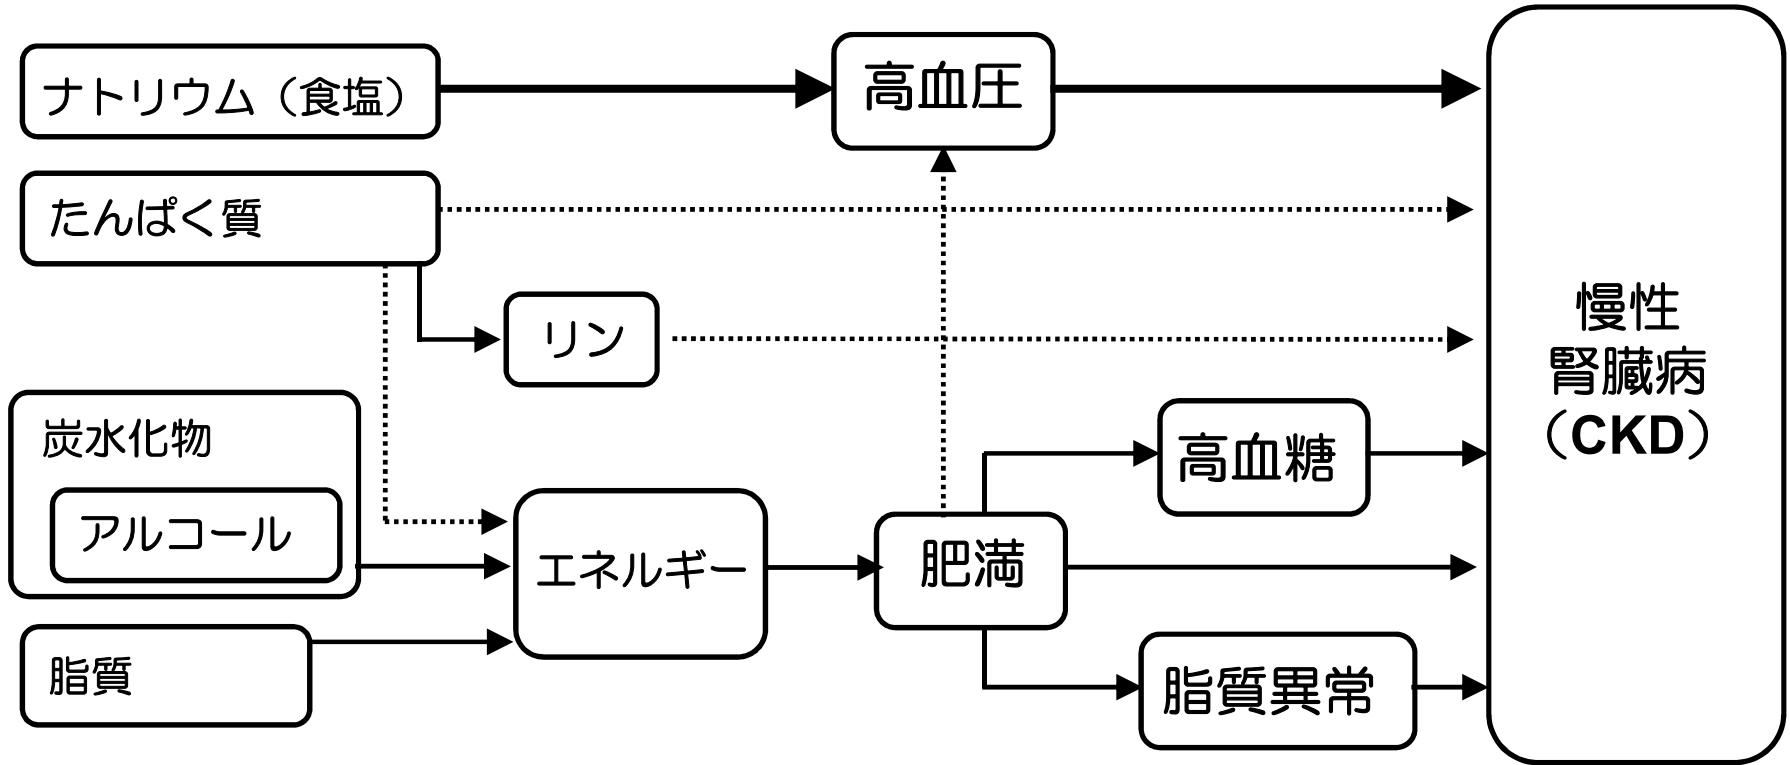 ナトリウム（食塩）
高血圧
たんぱく質
リン
炭水化物
アルコール
脂質
エネルギー
肥満
高血糖
脂質異常
慢性
腎臓病
（CKD）